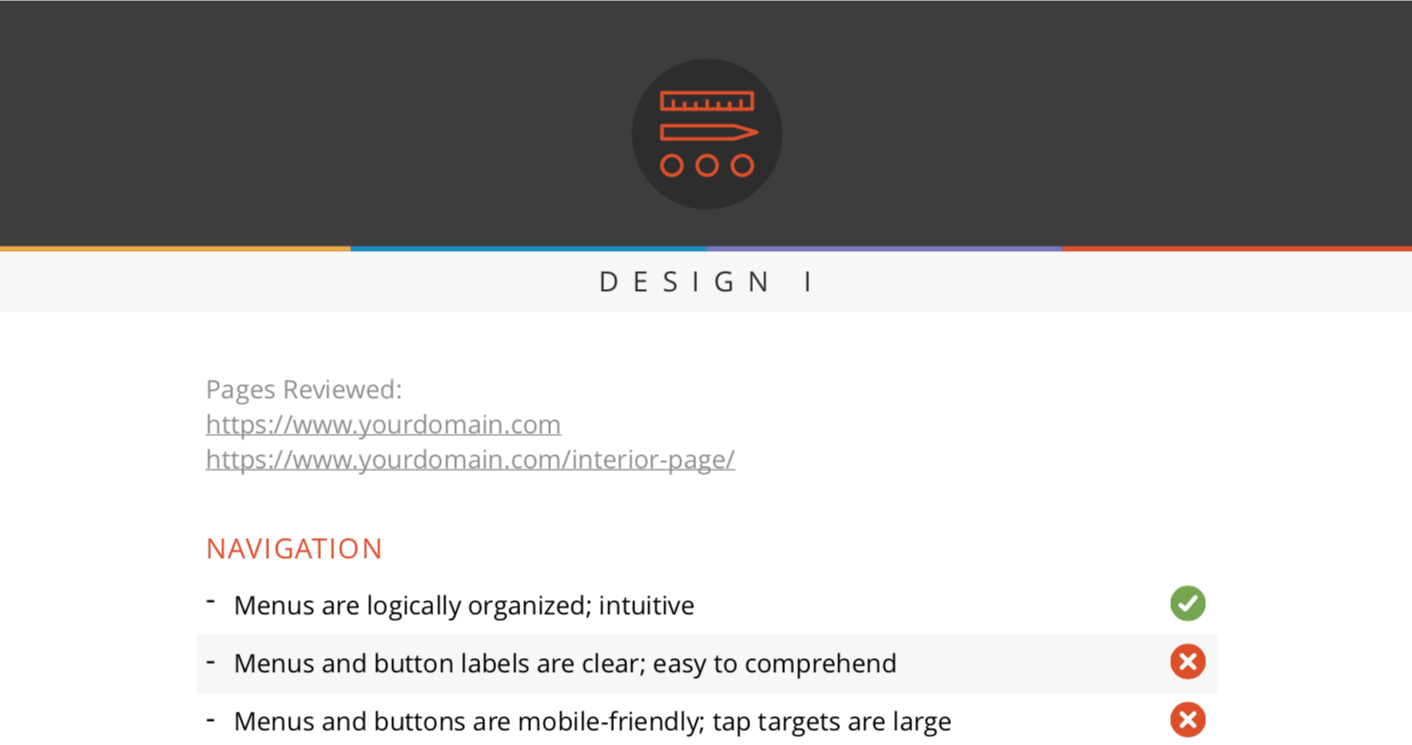 DESIGN I
Pages Reviewed:
https://www.yourdomain.com
https://www.yourdomain.com/interior-page/
NAVIGATION
- Menus are logically organized; intuitive
- Menus and button labels are clear; easy to comprehend
- Menus and buttons are mobile-friendly; tap targets are large